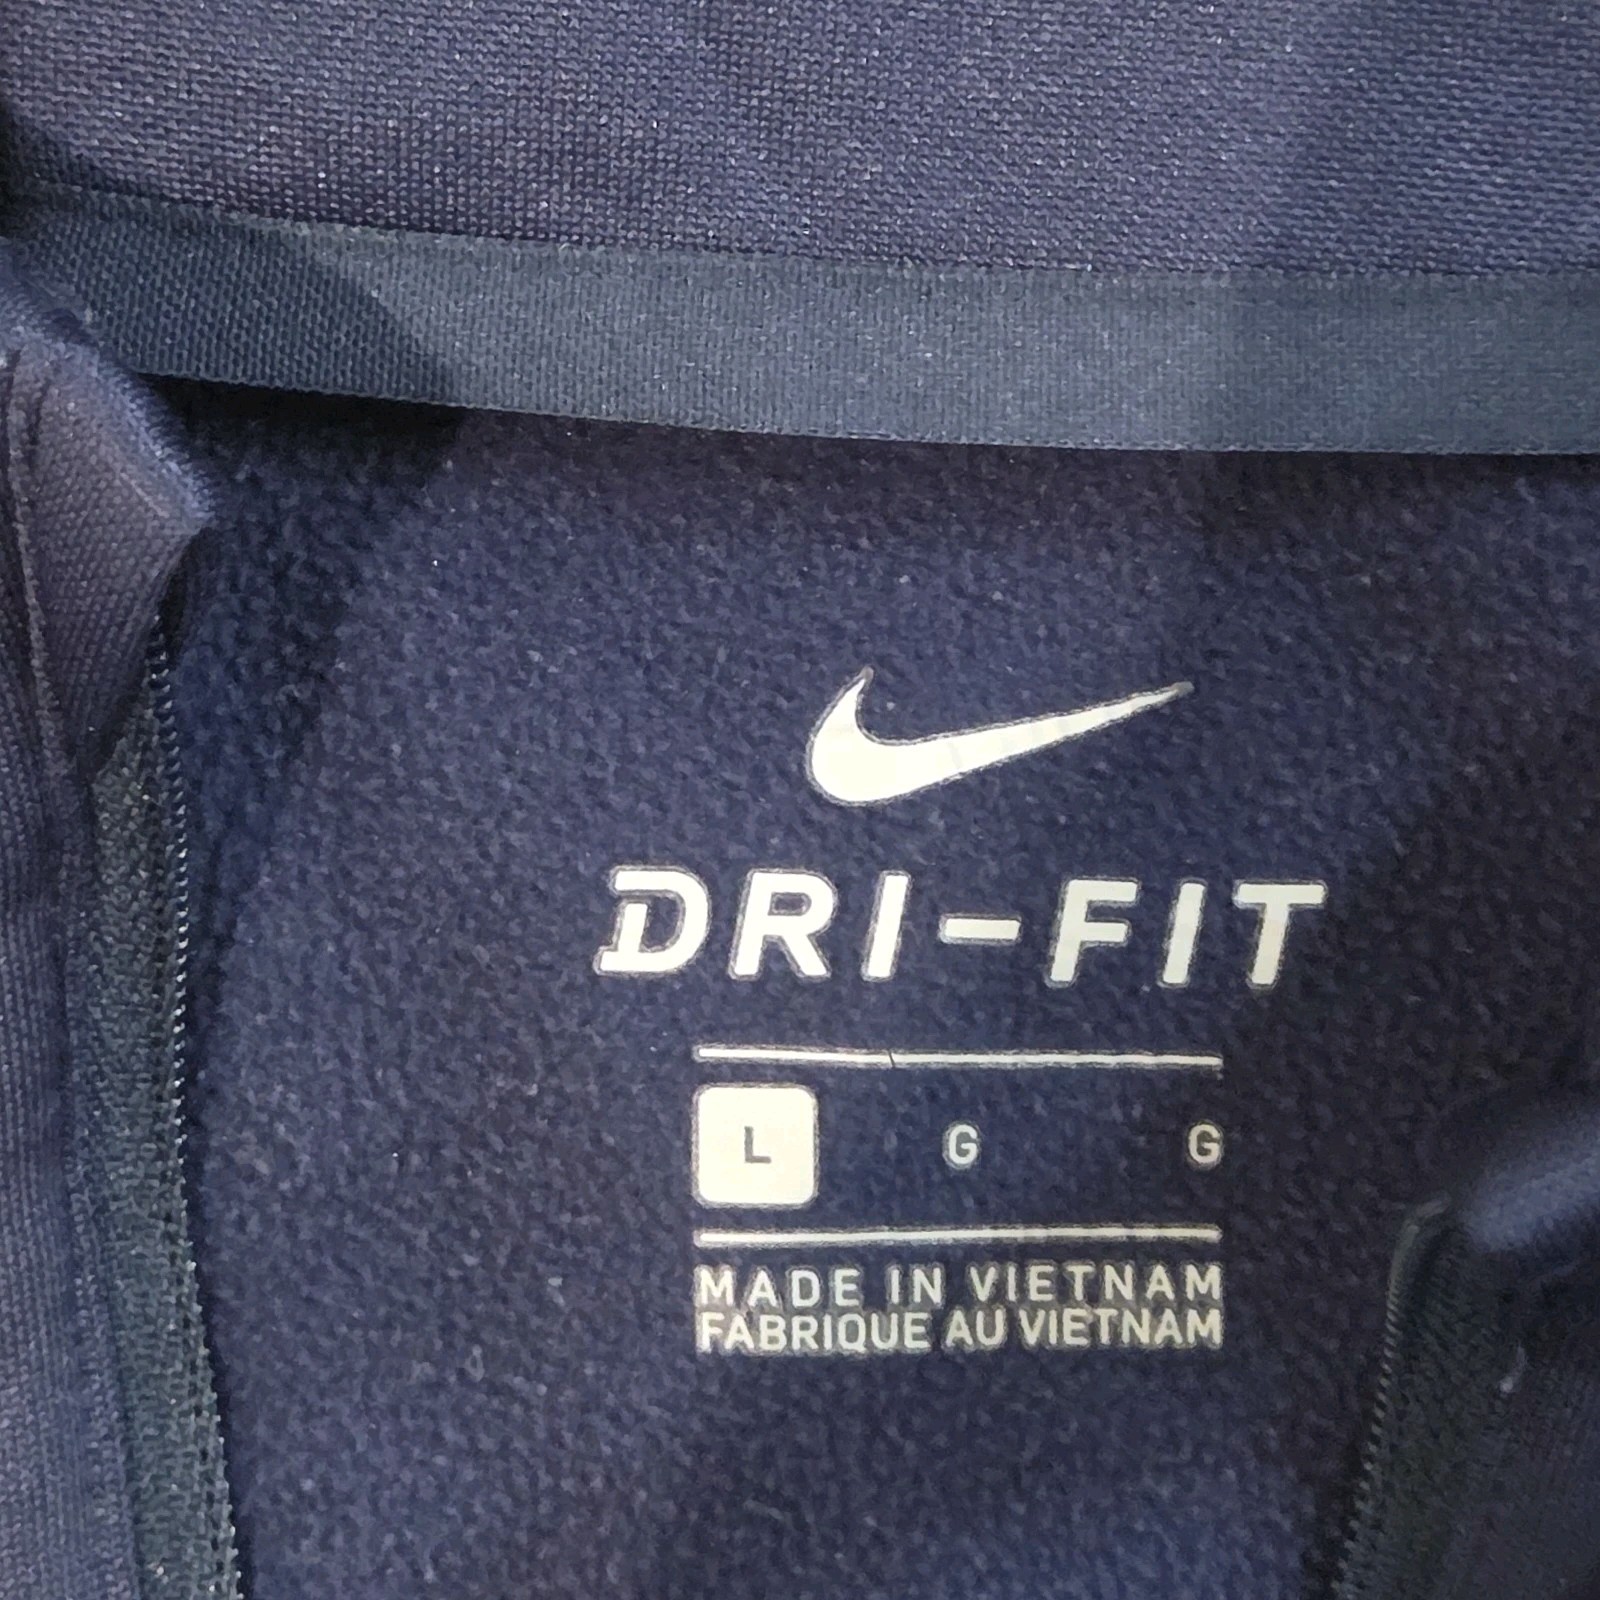 DRI-FIT
L G G
MADE IN VIETNAM
FABRIQUE AU VIETNAM